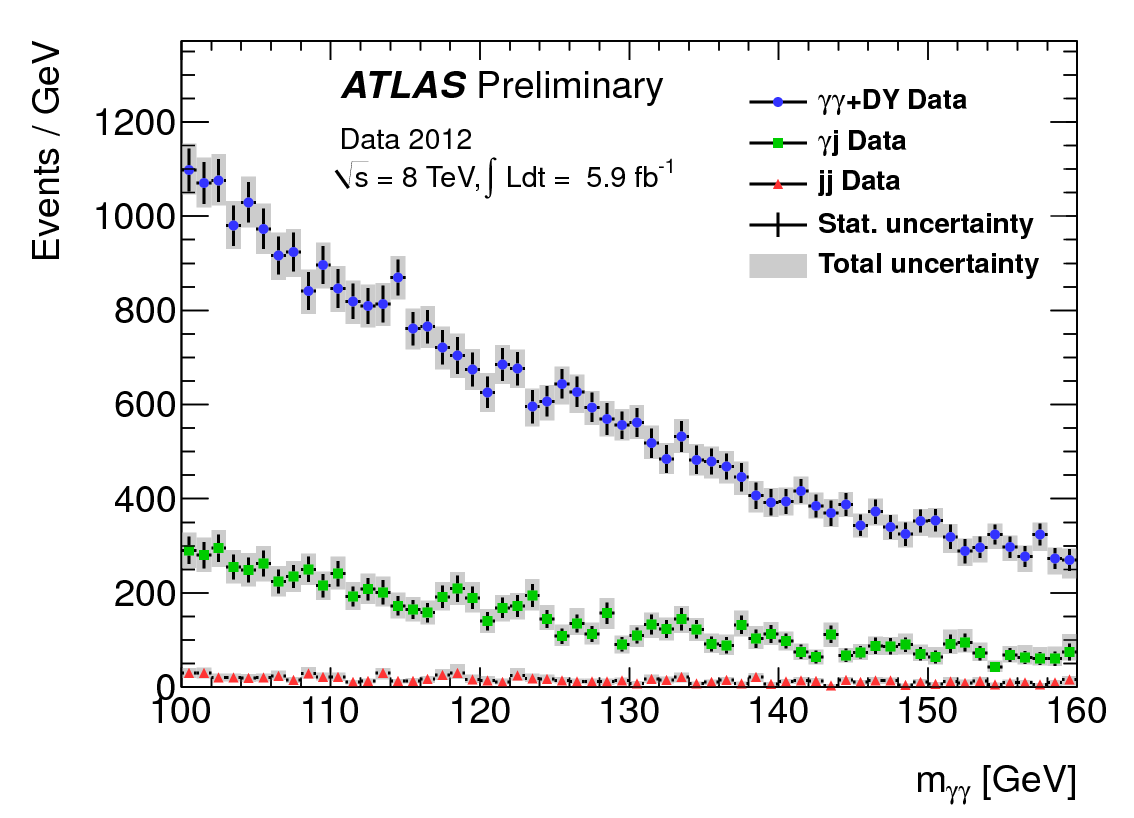 Events / GeV
ATLAS Preliminary
Data 2012
√s = 8 TeV, ∫ Ldt = 5.9 fb⁻¹
γγ+DY Data
γj Data
jj Data
Stat. uncertainty
Total uncertainty
1200
1000
800
600
400
200
0
100 110 120 130 140 150 160
mγγ [GeV]